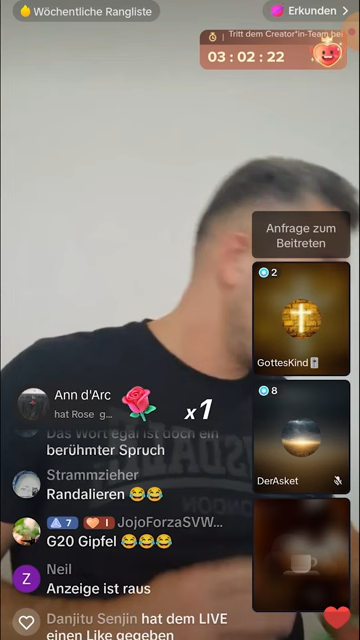 Wöchentliche Rangliste
Erkunden >
Tritt dem Creator*in-Team bei
03 : 02 : 22
Anfrage zum
Beitreten
2
GottesKind
Ann d'Arc
hat Rose g...
x1
8
Das Wort egal ist doch ein
berühmter Spruch
DerAsket
Strammzieher
Randalieren 😂😂
7 I JojoForzaSVW...
G20 Gipfel 😂😂😂
Neil
Z
Anzeige ist raus
Danjitu Senjin hat dem LIVE
einen Like gegeben